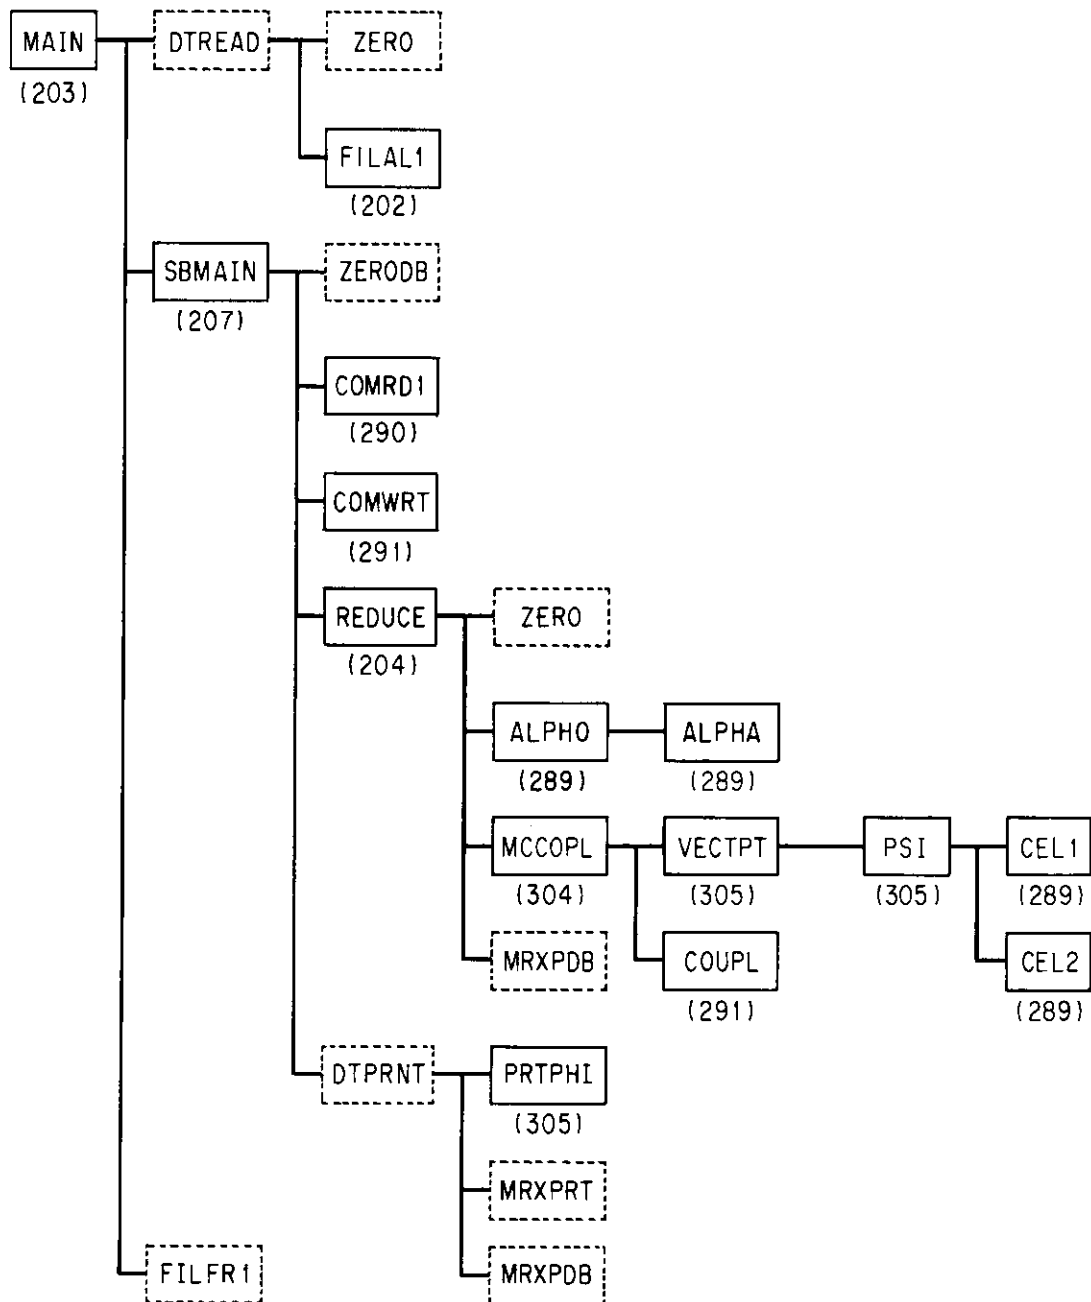 MAIN DTREAD ZERO
(203)
FILAL1
(202)
SBMAIN ZERODB
(207)
COMRD1
(290)
COMWRT
(291)
REDUCE ZERO
(204)
ALPHO ALPHA
(289) (289)
MCCOPL VECTPT PSI CEL1
(304) (305) (305) (289)
MRXPDB COUPL CEL2
(291) (289)
DTPRNT PRTPHI
(305)
MRXPRT
FILFR1 MRXPDB